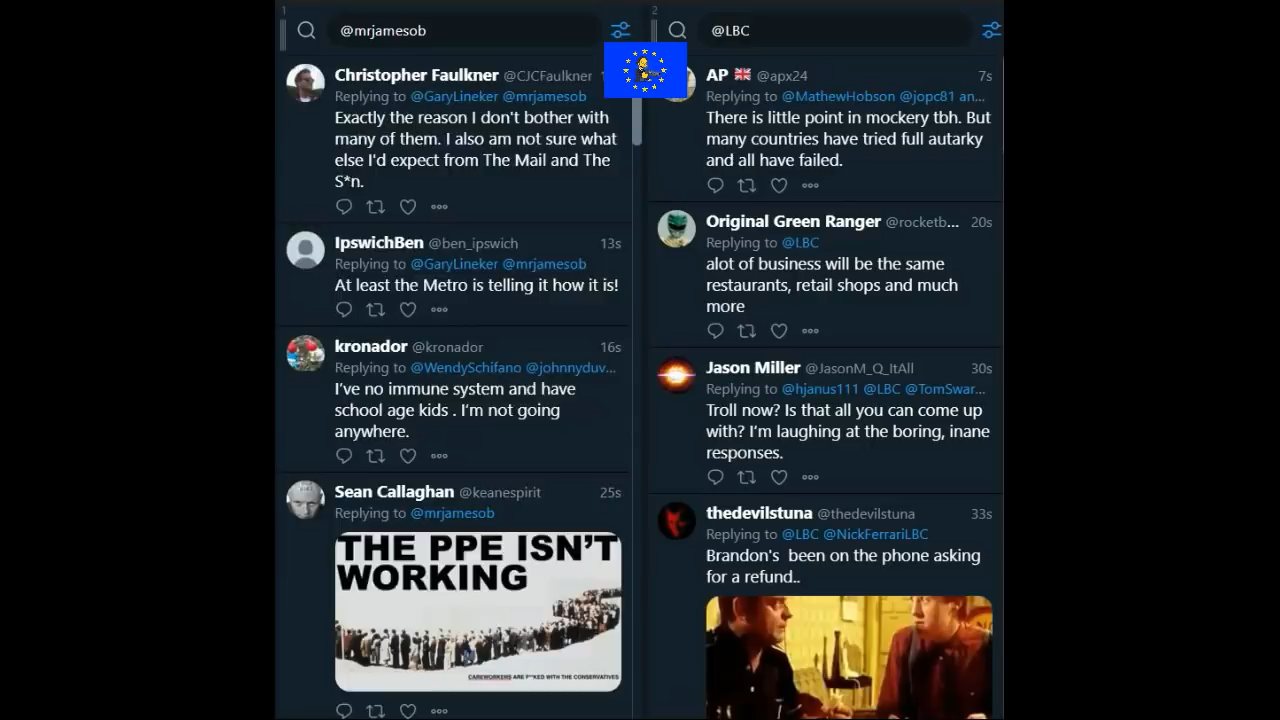 1
@mrjamesob
Christopher Faulkner @CJCFaulkner
Replying to @GaryLineker @mrjamesob
Exactly the reason I don't bother with
many of them. I also am not sure what
else I'd expect from The Mail and The
S*n.
IpswichBen @ben_ipswich 13s
Replying to @GaryLineker @mrjamesob
At least the Metro is telling it how it is!
kronador @kronador 16s
Replying to @WendySchifano @johnnyduv...
I've no immune system and have
school age kids . I'm not going
anywhere.
Sean Callaghan @keanespirit 25s
Replying to @mrjamesob
THE PPE ISN'T
WORKING
CAREWORKERS ARE F**KED WITH THE CONSERVATIVES
2
@LBC
AP 🇬🇧 @apx24 7s
Replying to @MathewHobson @jopc81 an...
There is little point in mockery tbh. But
many countries have tried full autarky
and all have failed.
Original Green Ranger @rocketb... 20s
Replying to @LBC
alot of business will be the same
restaurants, retail shops and much
more
Jason Miller @JasonM_Q_ItAll 30s
Replying to @hjanus111 @LBC @TomSwar...
Troll now? Is that all you can come up
with? I'm laughing at the boring, inane
responses.
thedevilstuna @thedevilstuna 33s
Replying to @LBC @NickFerrariLBC
Brandon's been on the phone asking
for a refund..